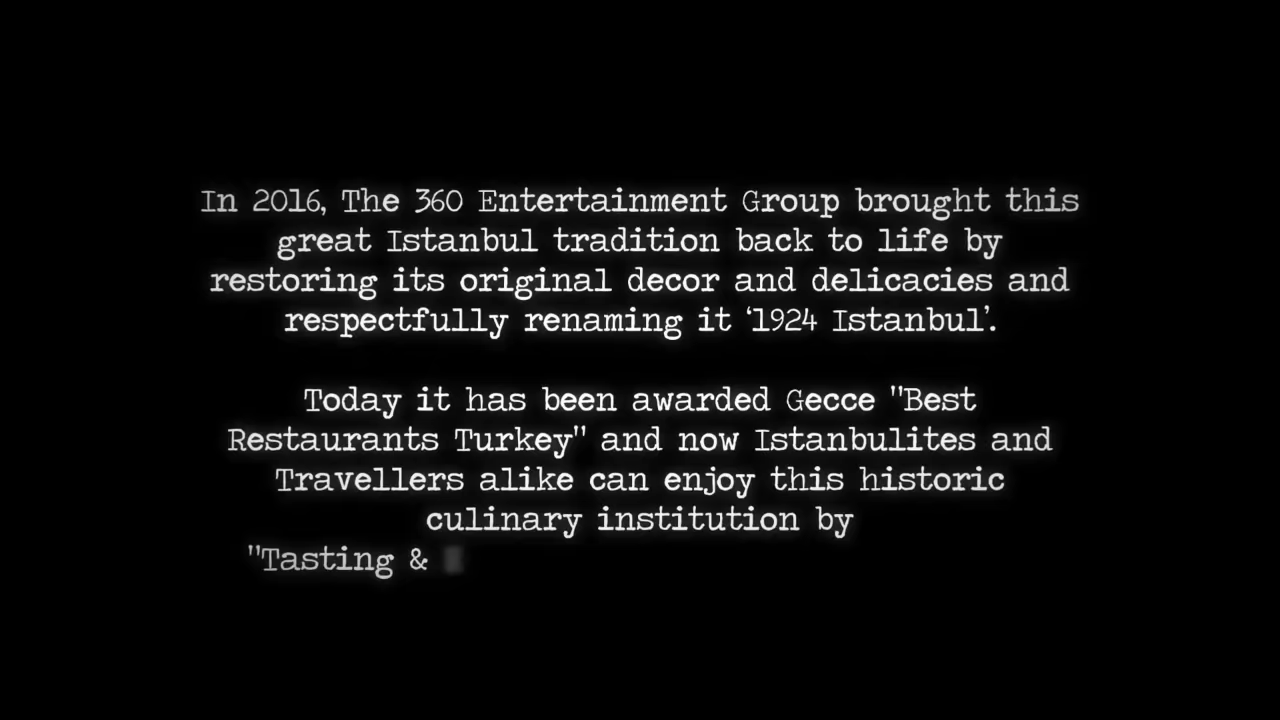 In 2016, The 360 Entertainment Group brought this
great Istanbul tradition back to life by
restoring its original decor and delicacies and
respectfully renaming it ‘1924 Istanbul’.
Today it has been awarded Gecce "Best
Restaurants Turkey" and now Istanbulites and
Travellers alike can enjoy this historic
culinary institution by
"Tasting &